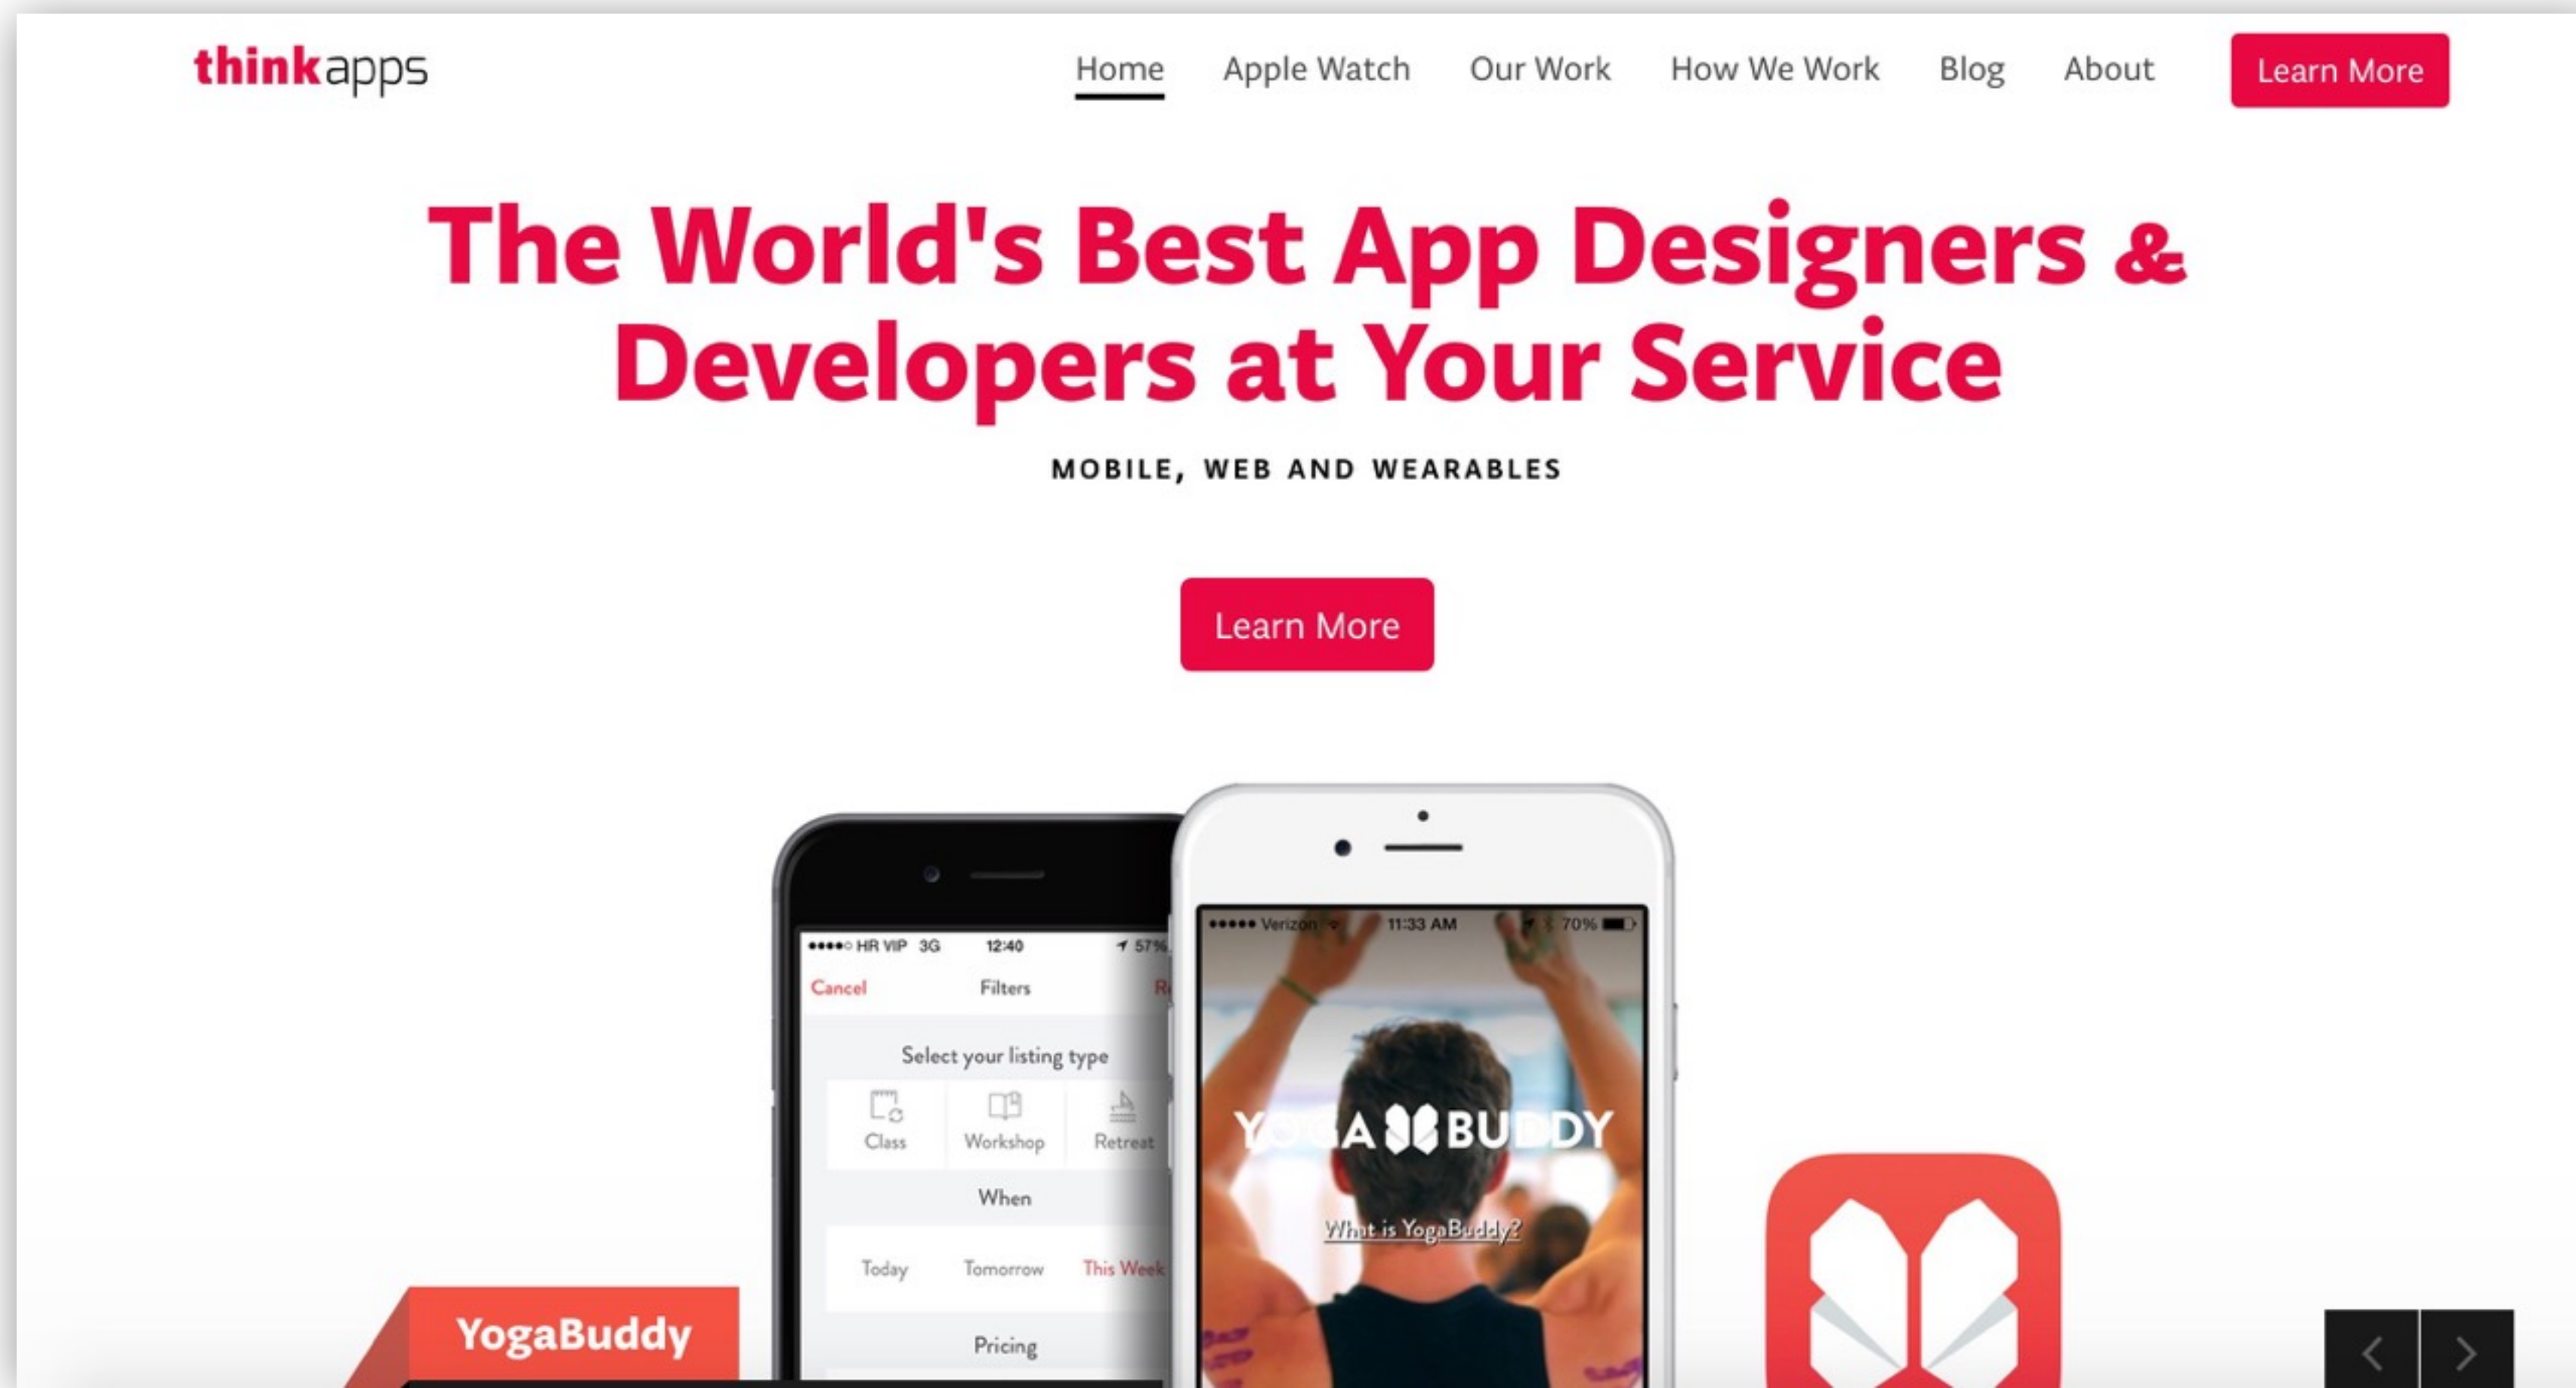 thinkapps
Home Apple Watch Our Work How We Work Blog About Learn More
The World's Best App Designers &
Developers at Your Service
MOBILE, WEB AND WEARABLES
Learn More
HR VIP 3G 12:40 57%
Cancel Filters
Select your listing type
Class Workshop Retreat
When
Today Tomorrow This Week
Pricing
Verizon 11:33 AM 70%
YOGA BUDDY
What is YogaBuddy?
YogaBuddy